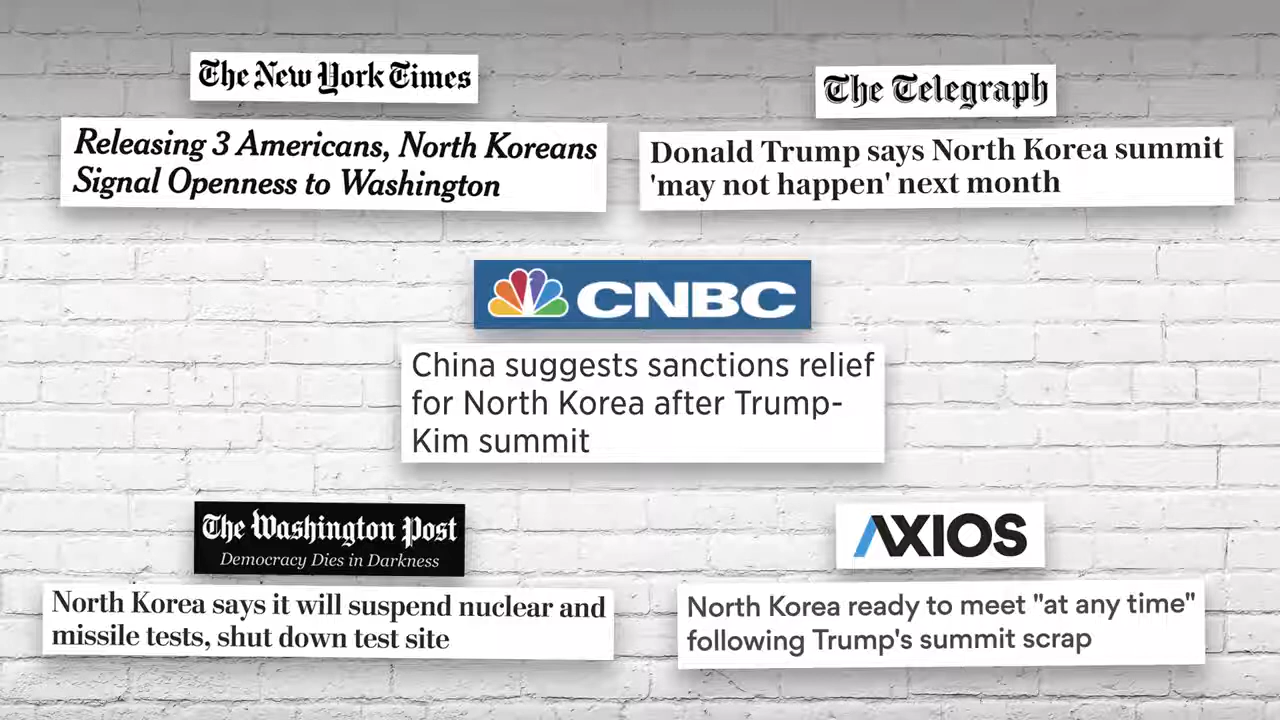 The New York Times
Releasing 3 Americans, North Koreans
Signal Openness to Washington
The Telegraph
Donald Trump says North Korea summit
'may not happen' next month
CNBC
China suggests sanctions relief
for North Korea after Trump-
Kim summit
The Washington Post
Democracy Dies in Darkness
North Korea says it will suspend nuclear and
missile tests, shut down test site
AXIOS
North Korea ready to meet "at any time"
following Trump's summit scrap